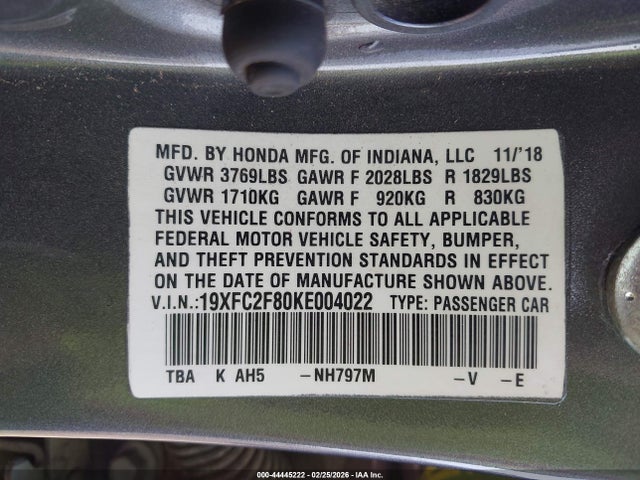 MFD. BY HONDA MFG. OF INDIANA, LLC 11/'18
GVWR 3769LBS GAWR F 2028LBS R 1829LBS
GVWR 1710KG GAWR F 920KG R 830KG
THIS VEHICLE CONFORMS TO ALL APPLICABLE
FEDERAL MOTOR VEHICLE SAFETY, BUMPER,
AND THEFT PREVENTION STANDARDS IN EFFECT
ON THE DATE OF MANUFACTURE SHOWN ABOVE.
V.I.N.:19XFC2F80KE004022 TYPE: PASSENGER CAR
TBA K AH5 -NH797M -V -E
000-44445222 - 02/25/2026 - IAA Inc.